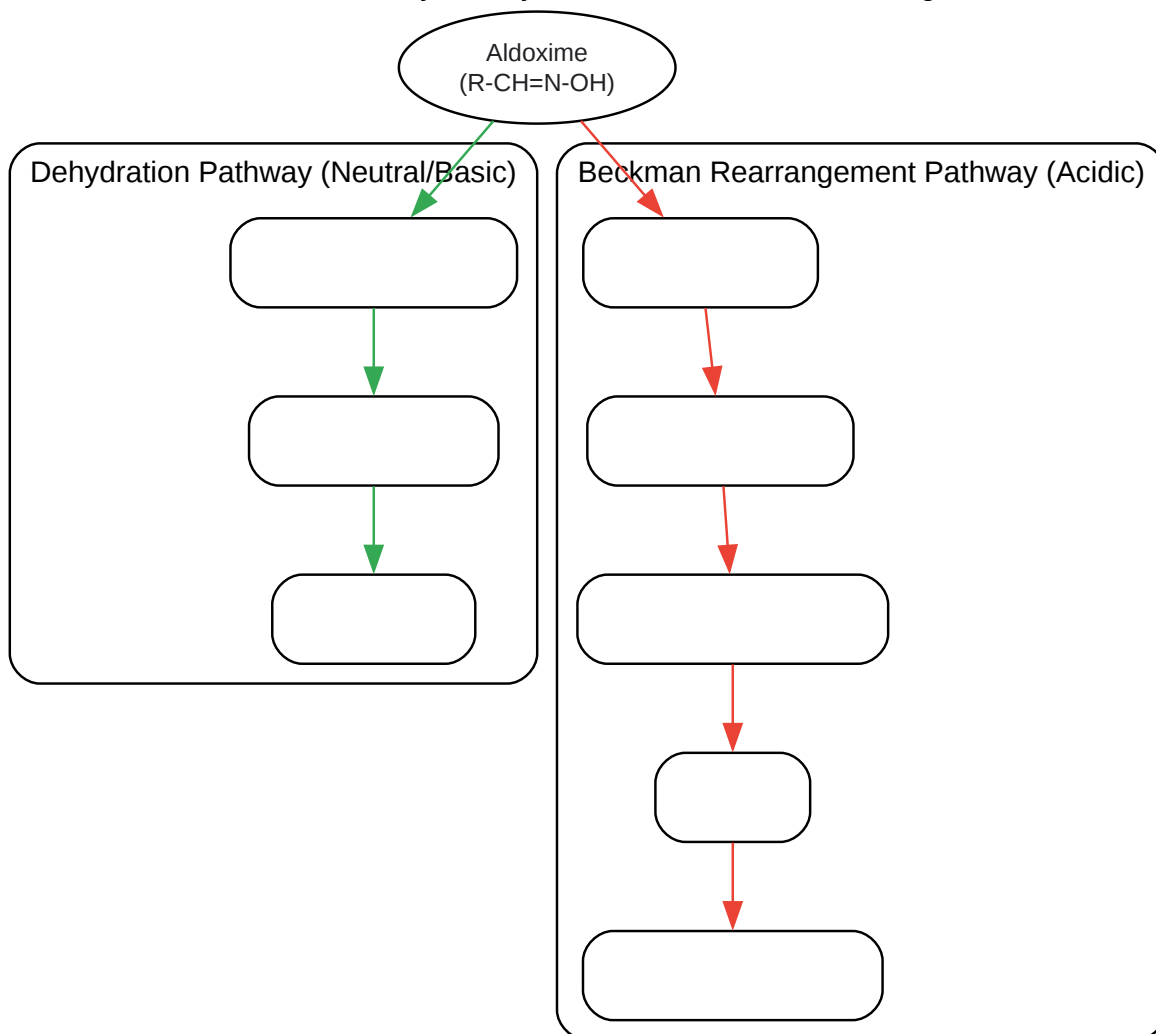 Aldoxime
(R-CH=N-OH)
Dehydration Pathway (Neutral/Basic)
Beckman Rearrangement Pathway (Acidic)